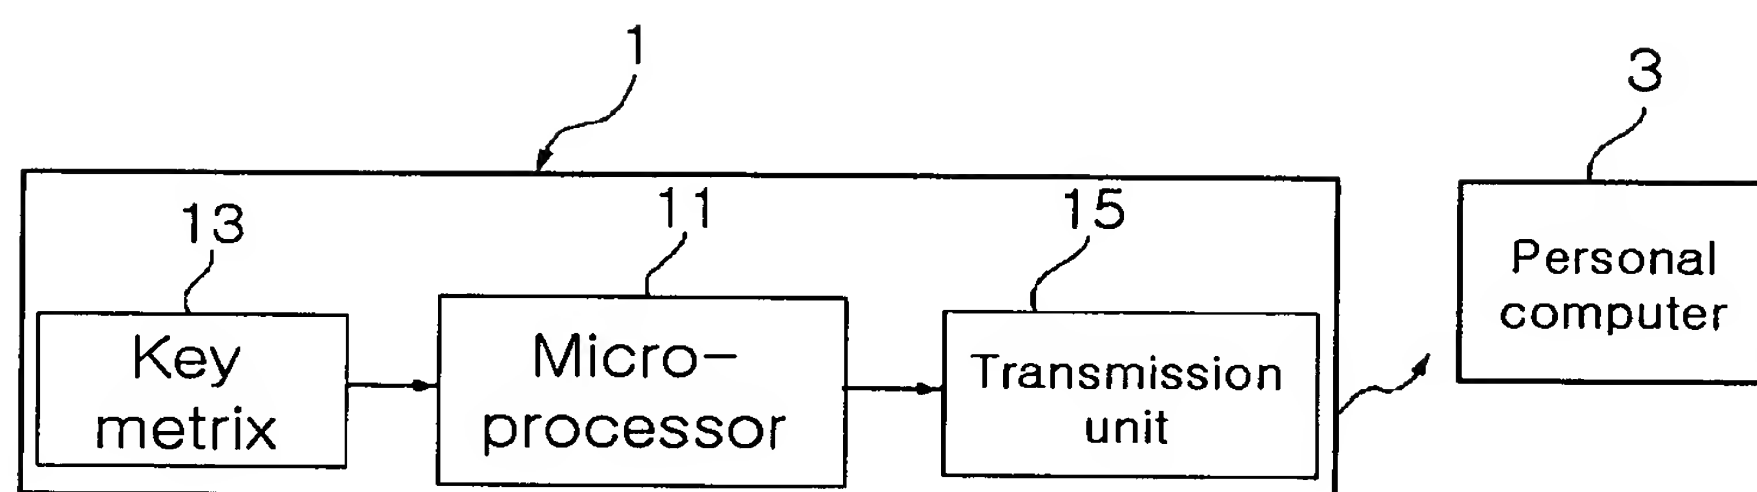 1
3
13
11
15
Key
metrix
Micro-
processor
Transmission
unit
Personal
computer